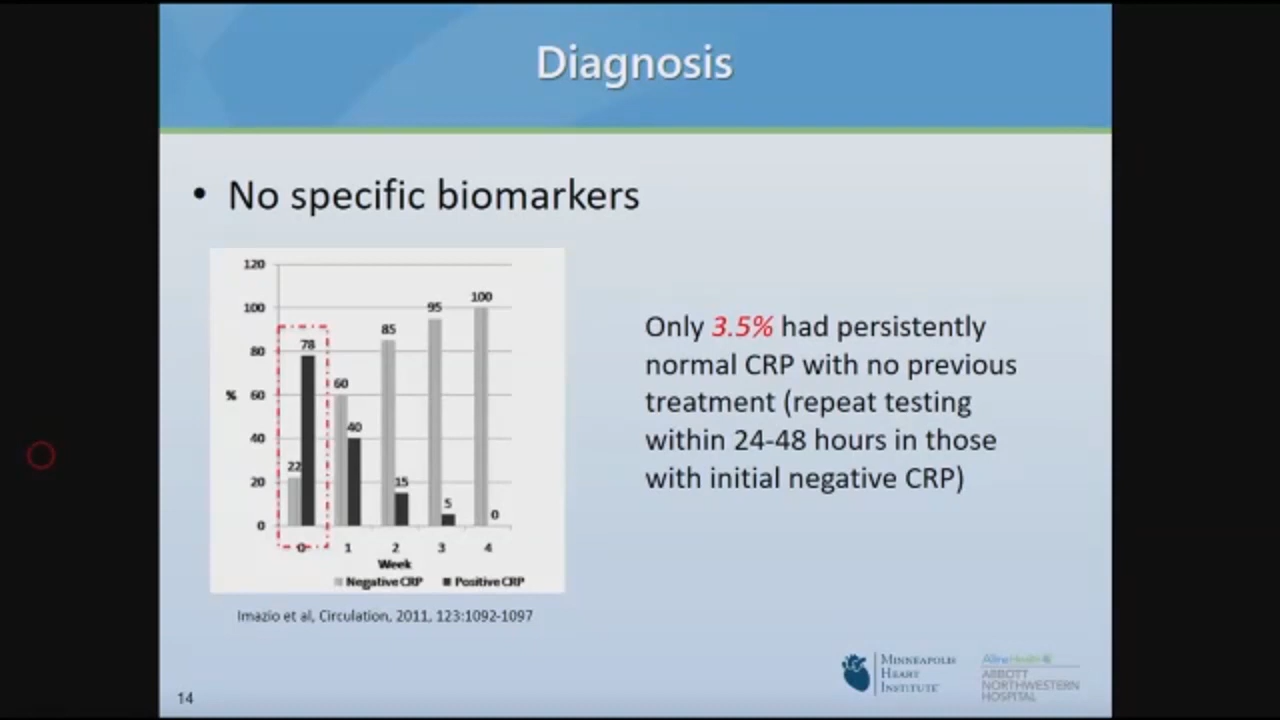 Diagnosis
• No specific biomarkers
120
100
80
60
40
20
0
%
22
78
60
40
85
15
95
5
100
0
0 1 2 3 4
Week
Negative CRP Positive CRP
Imazio et al, Circulation, 2011, 123:1092-1097
Only 3.5% had persistently
normal CRP with no previous
treatment (repeat testing
within 24-48 hours in those
with initial negative CRP)
14
MINNEAPOLIS
HEART
INSTITUTE
Allina Health
ABBOTT
NORTHWESTERN
HOSPITAL